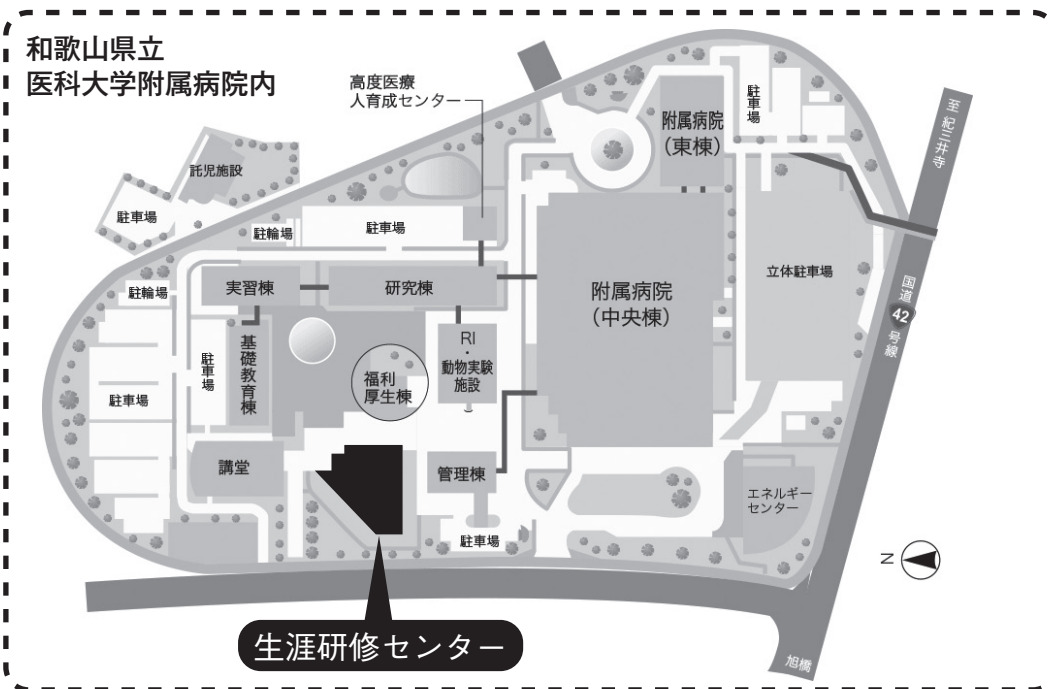 和歌山県立
医科大学附属病院内
高度医療
人育成センター
附属病院
（東棟）
駐車場
至 紀三井寺
託児施設
駐車場
駐輪場
駐車場
立体駐車場
駐輪場
実習棟
研究棟
附属病院
（中央棟）
国道
42
号線
RI
・
動物実験
施設
基礎教育棟
駐車場
福利
厚生棟
駐車場
講堂
管理棟
エネルギー
センター
駐車場
N
生涯研修センター
旭橋